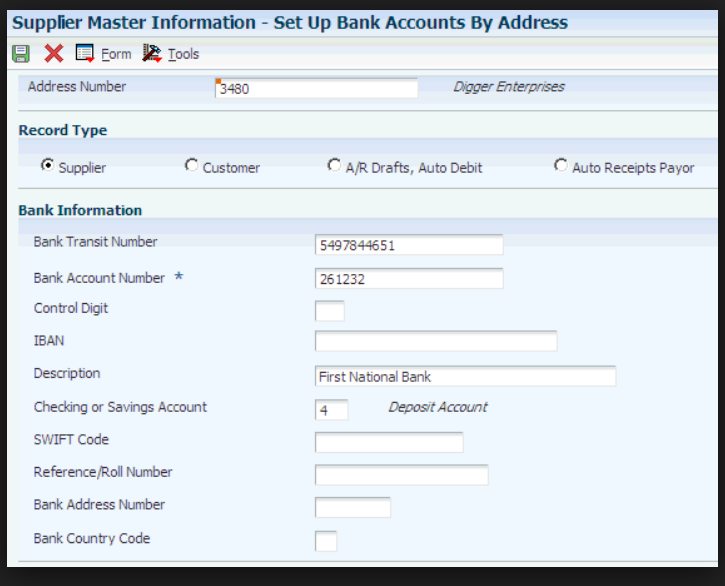 Supplier Master Information - Set Up Bank Accounts By Address
Form Tools
Address Number 3480 Digger Enterprises
Record Type
Supplier Customer A/R Drafts, Auto Debit Auto Receipts Payor
Bank Information
Bank Transit Number 5497844651
Bank Account Number * 261232
Control Digit
IBAN
Description First National Bank
Checking or Savings Account 4 Deposit Account
SWIFT Code
Reference/Roll Number
Bank Address Number
Bank Country Code